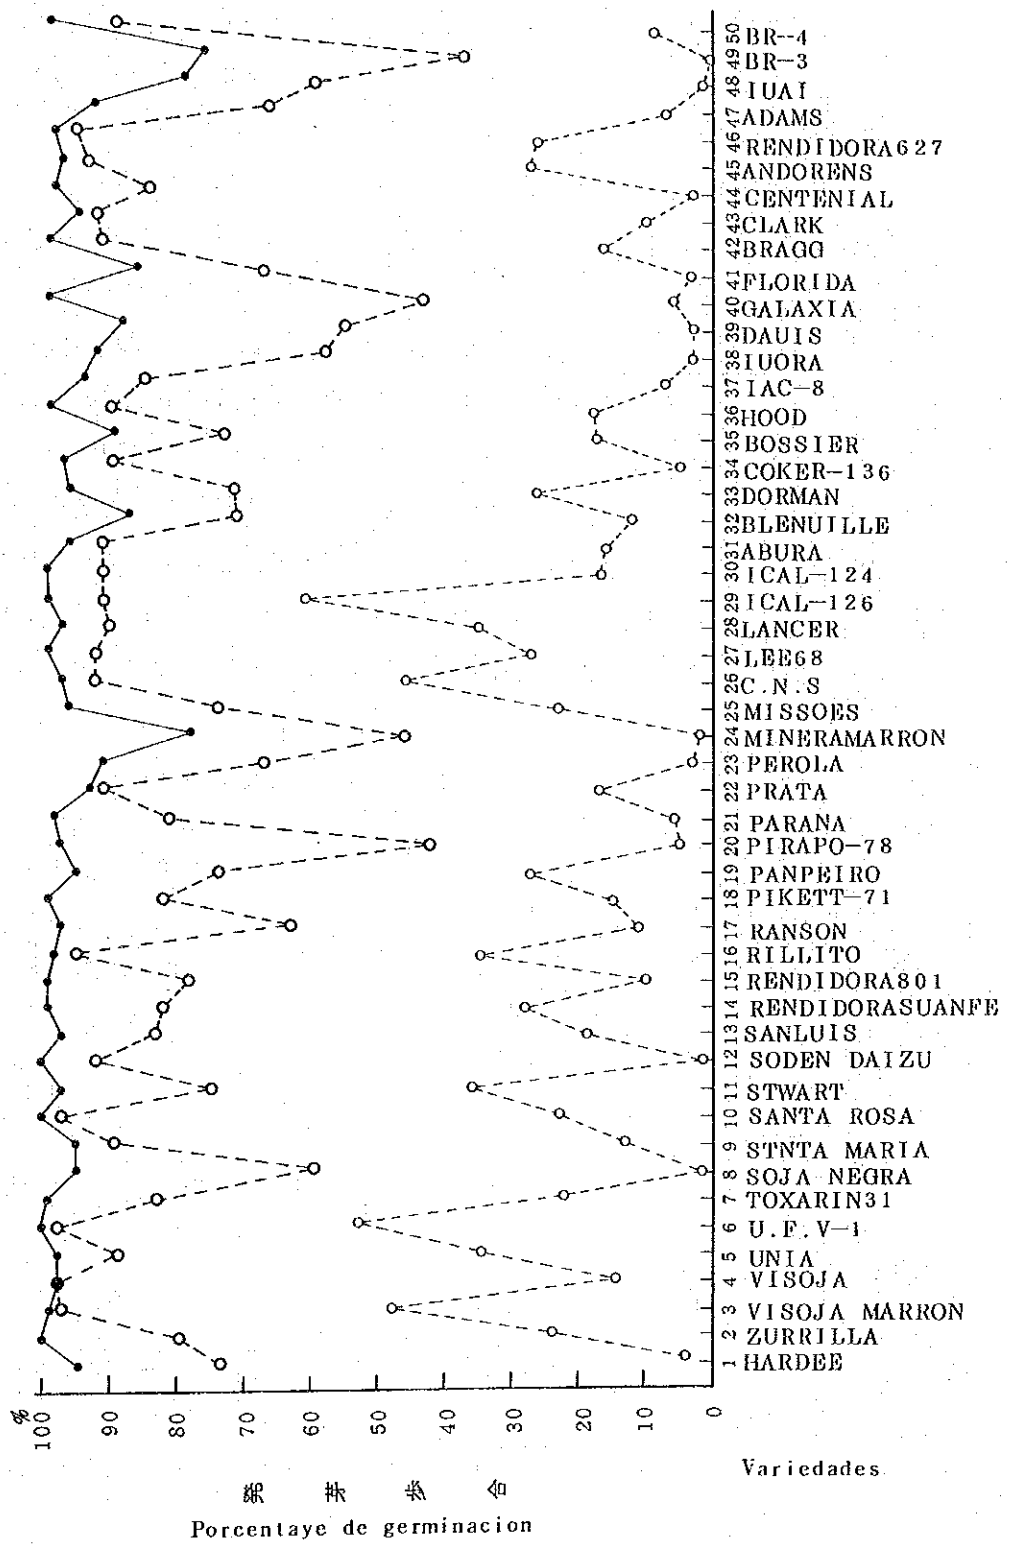 50 BR-4
49 BR-3
48 IUAI
47 ADAMS
46 RENDIDORA627
45 ANDORENS
44 CENTENIAL
43 CLARK
42 BRAGG
41 FLORIDA
40 GALAXIA
39 DAUIS
38 IUORA
37 IAC-8
36 HOOD
35 BOSSIER
34 COKER-136
33 DORMAN
32 BLENUILLE
31 ABURA
30 ICAL-124
29 ICAL-126
28 LANCER
27 LEE68
26 C.N.S
25 MISSOES
24 MINERAMARRON
23 PEROLA
22 PRATA
21 PARANA
20 PIRAPO-78
19 PANPEIRO
18 PIKETT-71
17 RANSON
16 RILLITO
15 RENDIDORA801
14 RENDIDORASUANFE
13 SANLUIS
12 SODEN DAIZU
11 STWART
10 SANTA ROSA
9 STNTA MARIA
8 SOJA NEGRA
7 TOXARIN31
6 U.F.V-1
5 UNIA
4 VISOJA
3 VISOJA MARRON
2 ZURRILLA
1 HARDEE
%
100 90 80 70 60 50 40 30 20 10 0
Variedades
発芽歩合
Porcentaye de germinacion